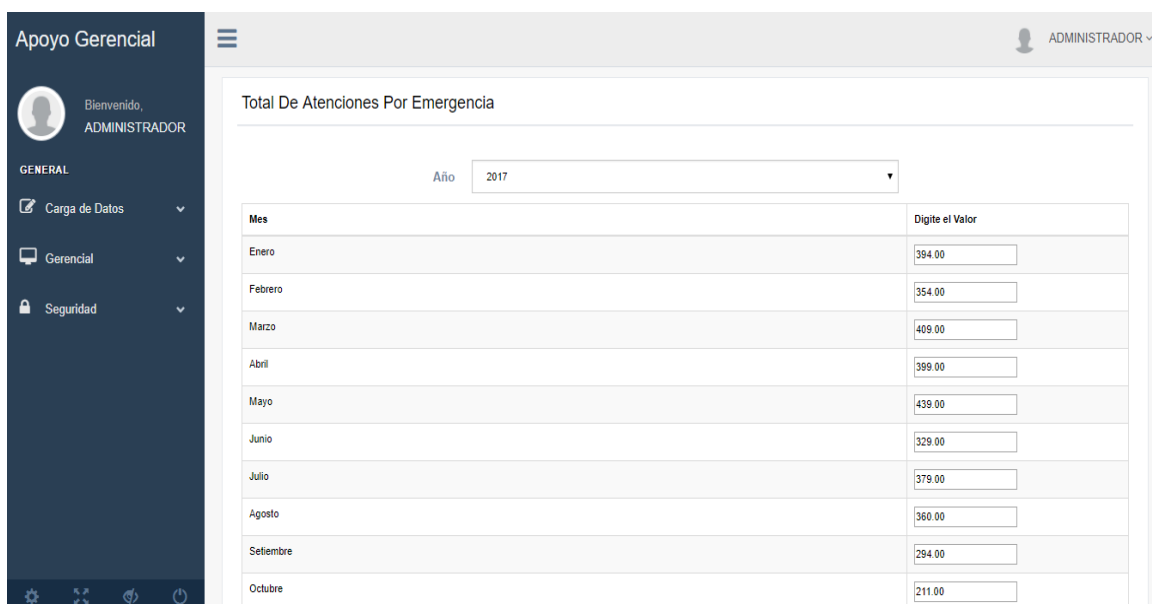 Apoyo Gerencial
ADMINISTRADOR
Bienvenido,
ADMINISTRADOR
GENERAL
Carga de Datos
Gerencial
Seguridad
Total De Atenciones Por Emergencia
Año 2017
Mes Digite el Valor
Enero 394.00
Febrero 354.00
Marzo 409.00
Abril 399.00
Mayo 439.00
Junio 329.00
Julio 379.00
Agosto 360.00
Setiembre 294.00
Octubre 211.00